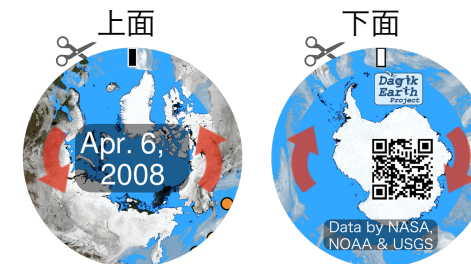 上面
下面
Apr. 6,
2008
Dagik
Earth
Project
Data by NASA,
NOAA & USGS